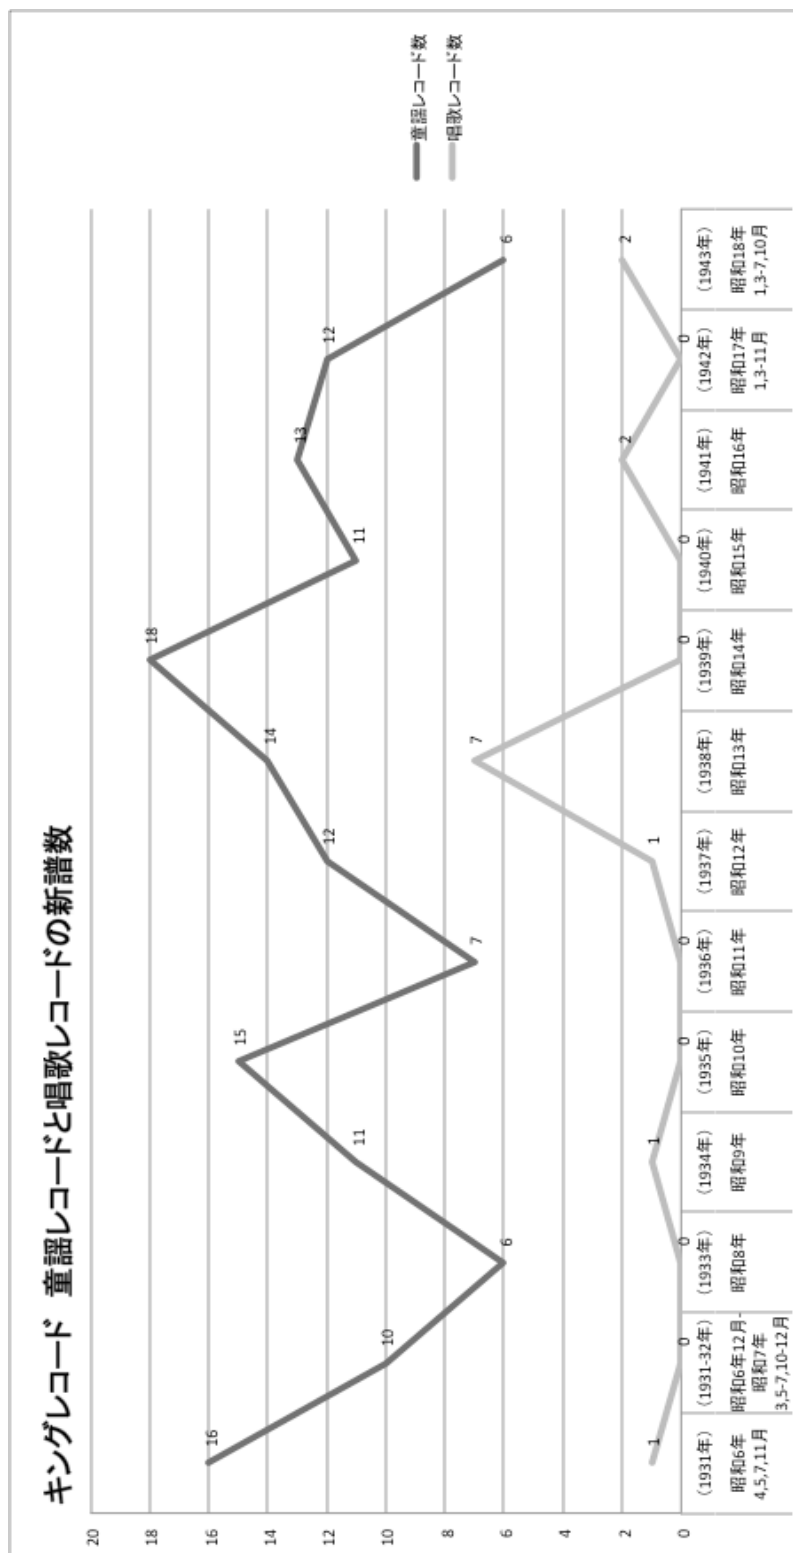 キングレコード 童謡レコードと唱歌レコードの新譜数
童謡レコード数
唱歌レコード数
20
18
16
14
12
10
8
6
4
2
0
16
10
6
11
15
7
12
14
18
11
13
12
6
1
0
0
1
0
0
1
7
0
0
2
0
2
（1931年）
昭和6年
4,5,7,11月
（1931-32年）
昭和6年12月-
昭和7年
3,5-7,10-12月
（1933年）
昭和8年
（1934年）
昭和9年
（1935年）
昭和10年
（1936年）
昭和11年
（1937年）
昭和12年
（1938年）
昭和13年
（1939年）
昭和14年
（1940年）
昭和15年
（1941年）
昭和16年
（1942年）
昭和17年
1,3-11月
（1943年）
昭和18年
1,3-7,10月